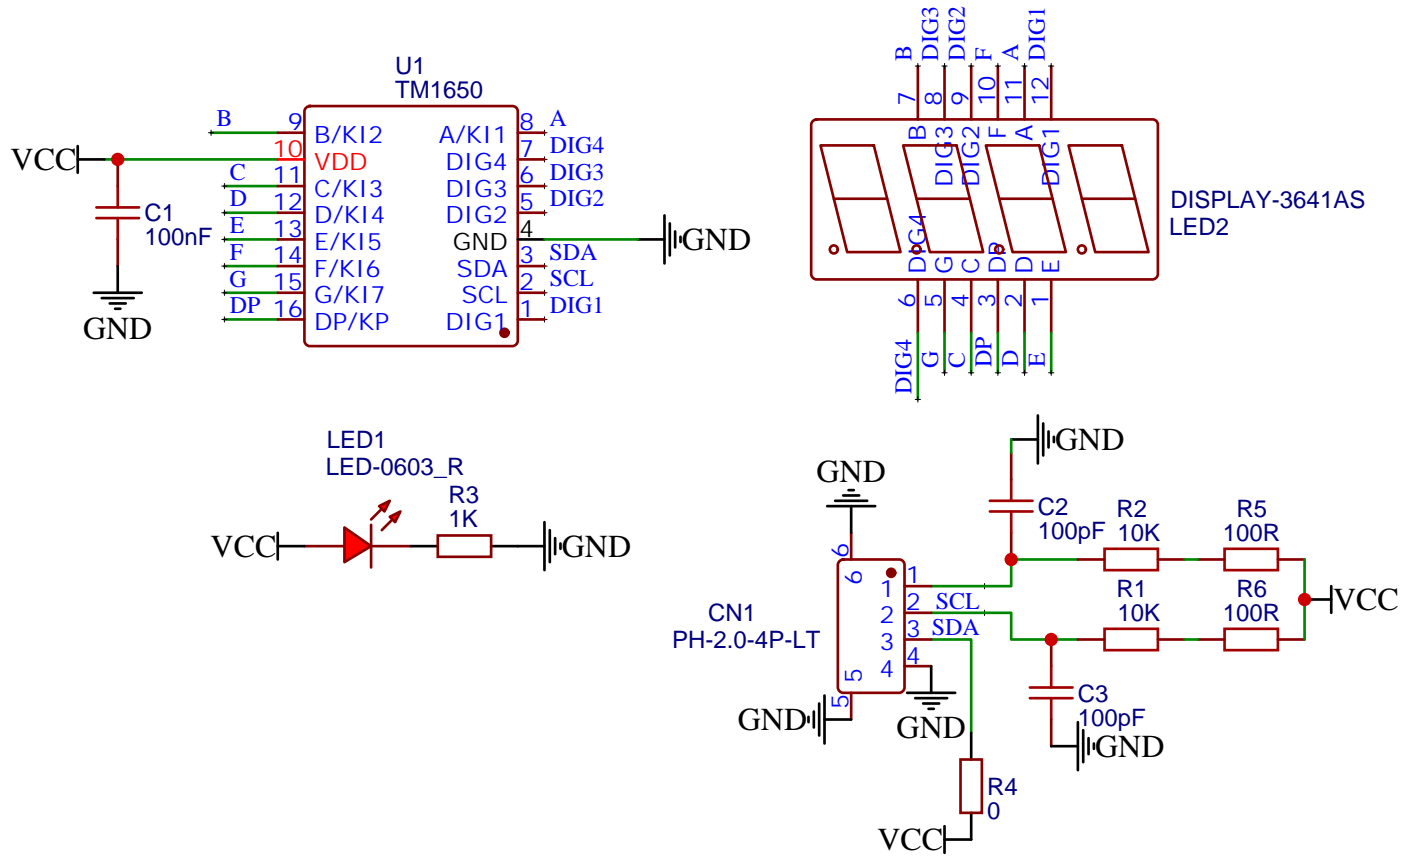 U1
TM1650
B
9
B/KI2
A/KI1
8
A
VCC
10
VDD
DIG4
7
DIG4
C
11
C/KI3
DIG3
6
DIG3
D
12
D/KI4
DIG2
5
DIG2
E
13
E/KI5
GND
4
GND
F
14
F/KI6
SDA
3
SDA
G
15
G/KI7
SCL
2
SCL
DP
16
DP/KP
DIG1
1
DIG1
C1
100nF
GND
B
DIG3
DIG2
F
A
DIG1
7
8
9
10
11
12
B
DIG3
DIG2
F
A
DIG1
DISPLAY-3641AS
LED2
DIG4
G
C
DP
D
E
6
5
4
3
2
1
DIG4
G
C
DP
D
E
LED1
LED-0603_R
R3
1K
VCC
GND
GND
GND
C2
100pF
R2
10K
R5
100R
6
6
1
1
CN1
PH-2.0-4P-LT
2
2
SCL
R1
10K
R6
100R
VCC
3
3
SDA
4
4
5
5
GND
GND
C3
100pF
GND
R4
0
VCC